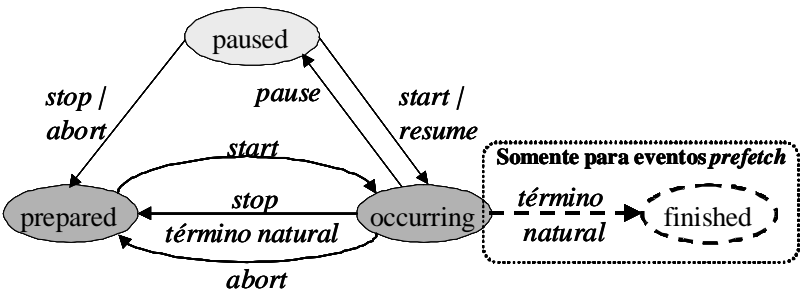 paused
stop /
abort
pause
start /
resume
start
Somente para eventos prefetch
prepared
stop
término natural
abort
occurring
término
natural
finished